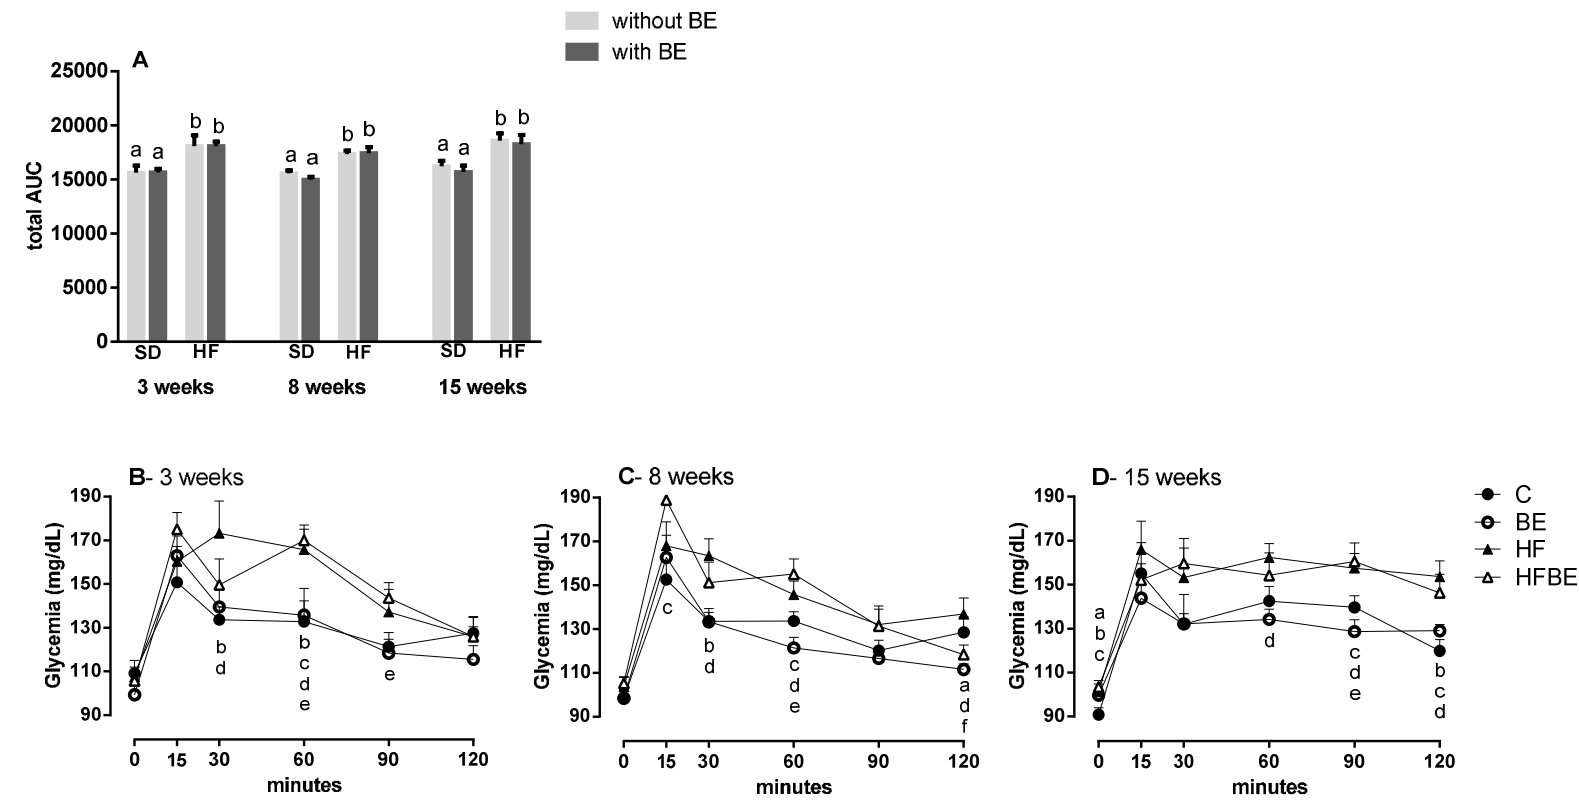 without BE
with BE
A
25000
20000
15000
10000
5000
0
total AUC
a a b b a a b b a a b b
SD HF SD HF SD HF
3 weeks 8 weeks 15 weeks
B- 3 weeks
190
170
150
130
110
90
Glycemia (mg/dL)
b
d
b
c
d
e
e
0 15 30 60 90 120
minutes
C- 8 weeks
190
170
150
130
110
90
Glycemia (mg/dL)
c
b
d
c
d
e
a
d
f
0 15 30 60 90 120
minutes
D- 15 weeks
190
170
150
130
110
90
Glycemia (mg/dL)
a
b
c
d
c
d
e
b
c
d
0 15 30 60 90 120
minutes
C
BE
HF
HFBE